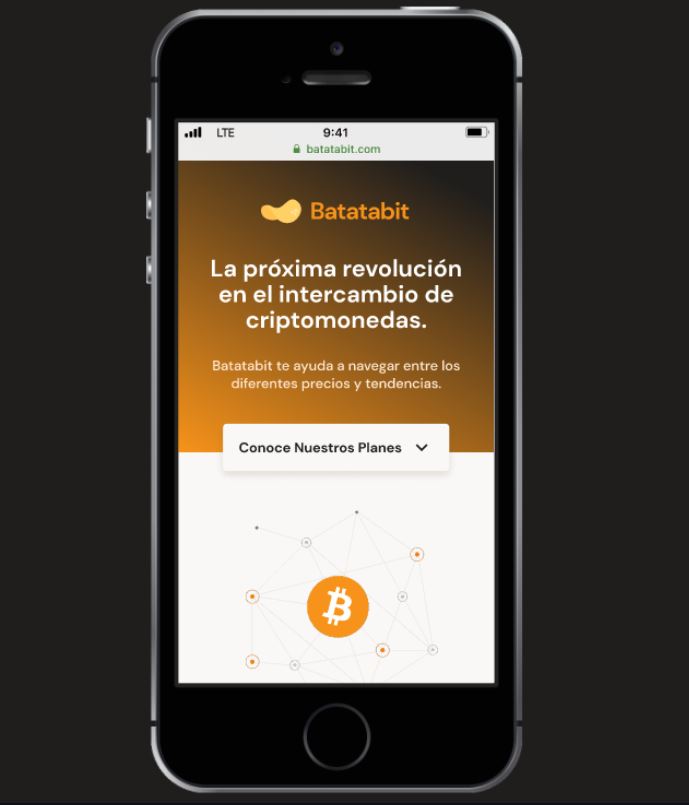 LTE
9:41
batatabit.com
Batatabit
La próxima revolución
en el intercambio de
criptomonedas.
Batatabit te ayuda a navegar entre los
diferentes precios y tendencias.
Conoce Nuestros Planes